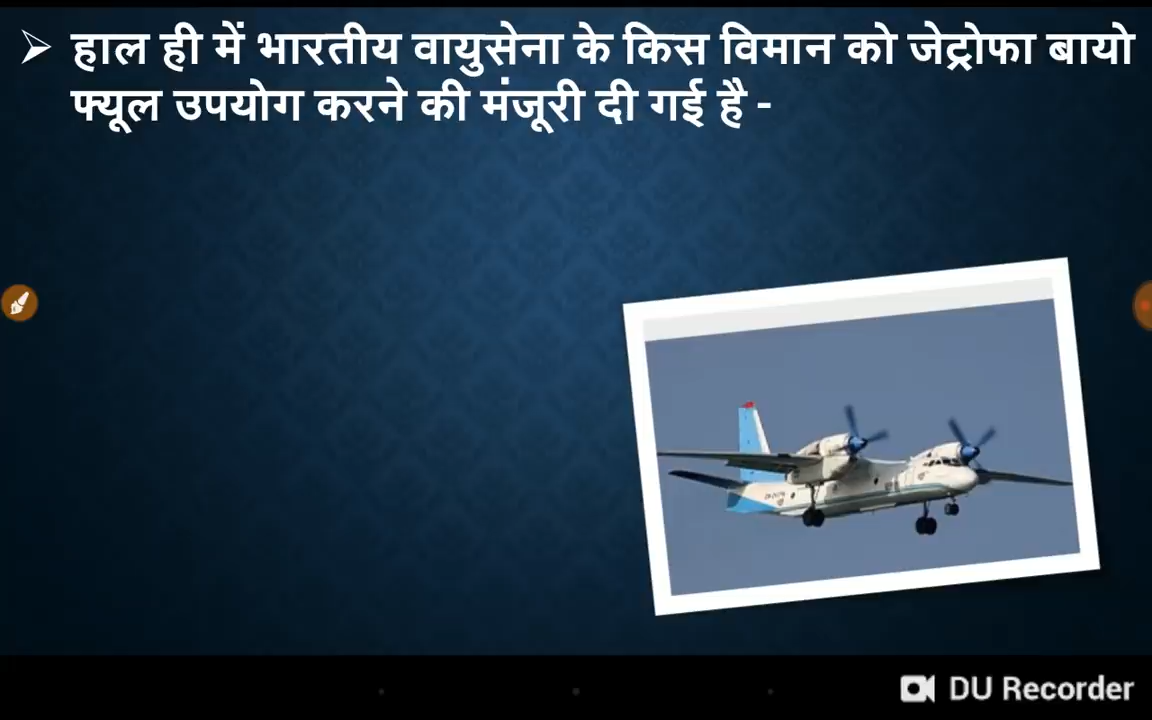 ➢ हाल ही में भारतीय वायुसेना के किस विमान को जेट्रोफा बायो
फ्यूल उपयोग करने की मंजूरी दी गई है -
DU Recorder